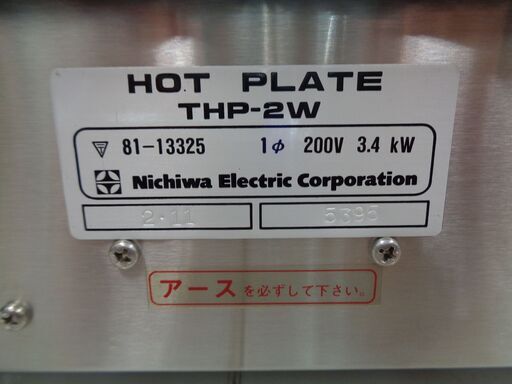 HOT PLATE
THP-2W
81-13325 1φ 200V 3.4 kW
Nichiwa Electric Corporation
2·11 5395
アースを必ずして下さい。